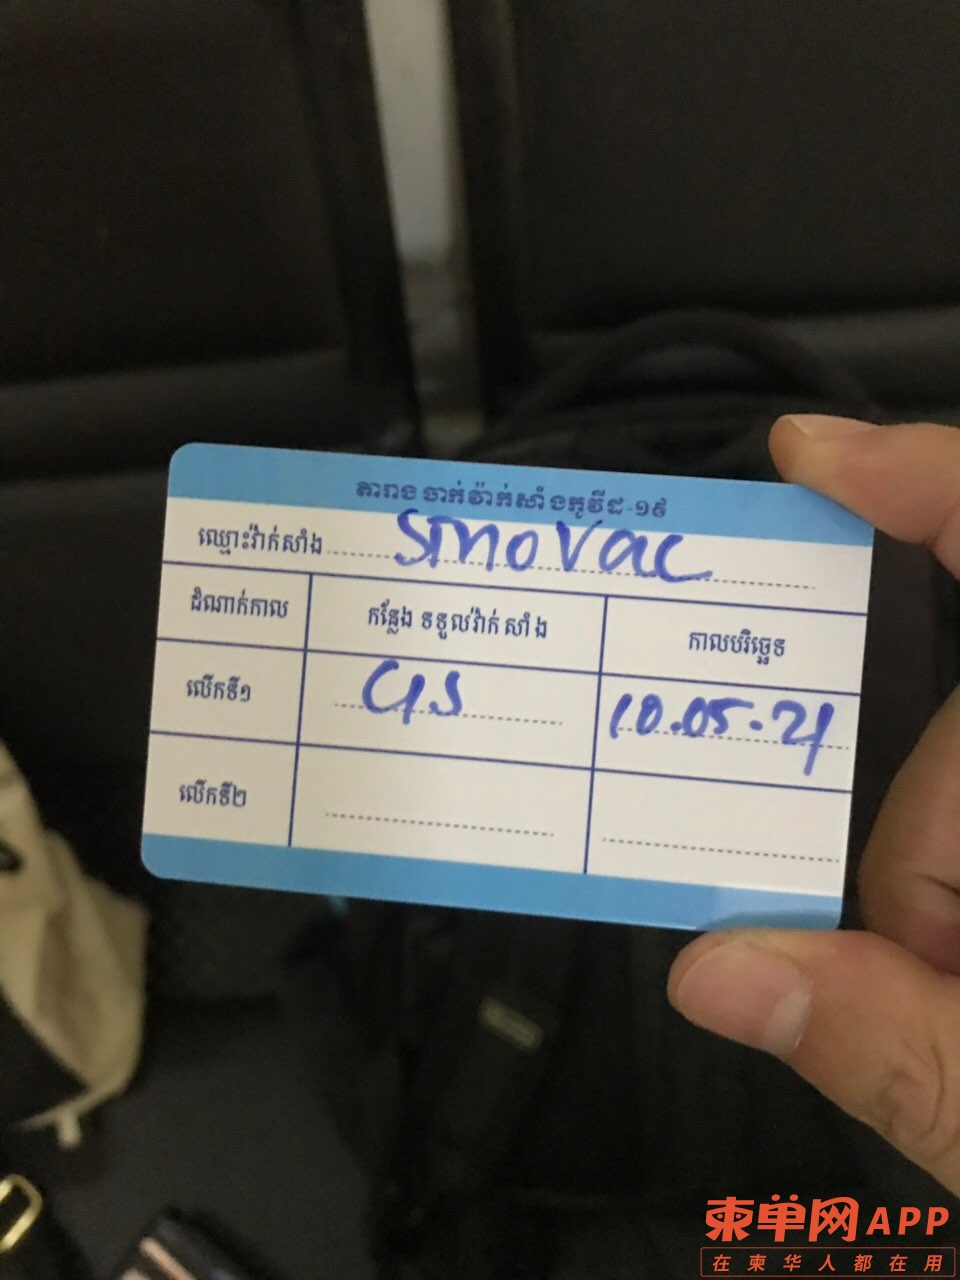 តារាង ចាក់វ៉ាក់សាំងកូវីដ-១៩
ឈ្មោះវ៉ាក់សាំង Sinovac
ដំណាក់កាល កន្លែង ទទួលវ៉ាក់សាំង កាលបរិច្ឆេទ
លើកទី១ 10.05.21
លើកទី២
柬单网APP
在柬华人都在用